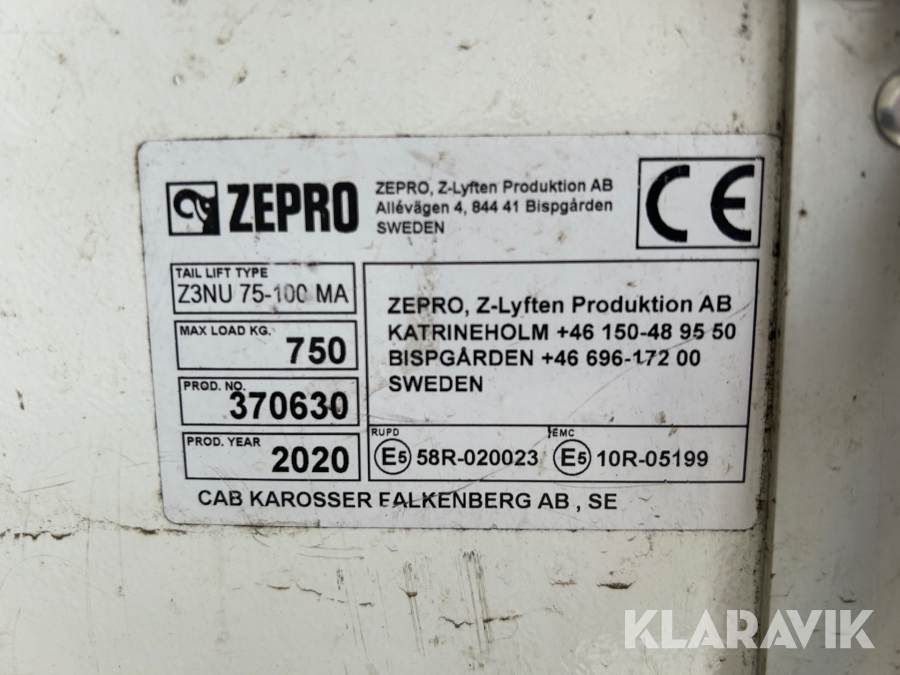 ZEPRO
ZEPRO, Z-Lyften Produktion AB
Allévägen 4, 844 41 Bispgården
SWEDEN
CE
TAIL LIFT TYPE
Z3NU 75-100 MA
MAX LOAD KG.
750
PROD. NO.
370630
PROD. YEAR
2020
ZEPRO, Z-Lyften Produktion AB
KATRINEHOLM +46 150-48 95 50
BISPGÅRDEN +46 696-172 00
SWEDEN
RUPD
E5 58R-020023
EMC
E5 10R-05199
CAB KAROSSER FALKENBERG AB , SE
KLARAVIK